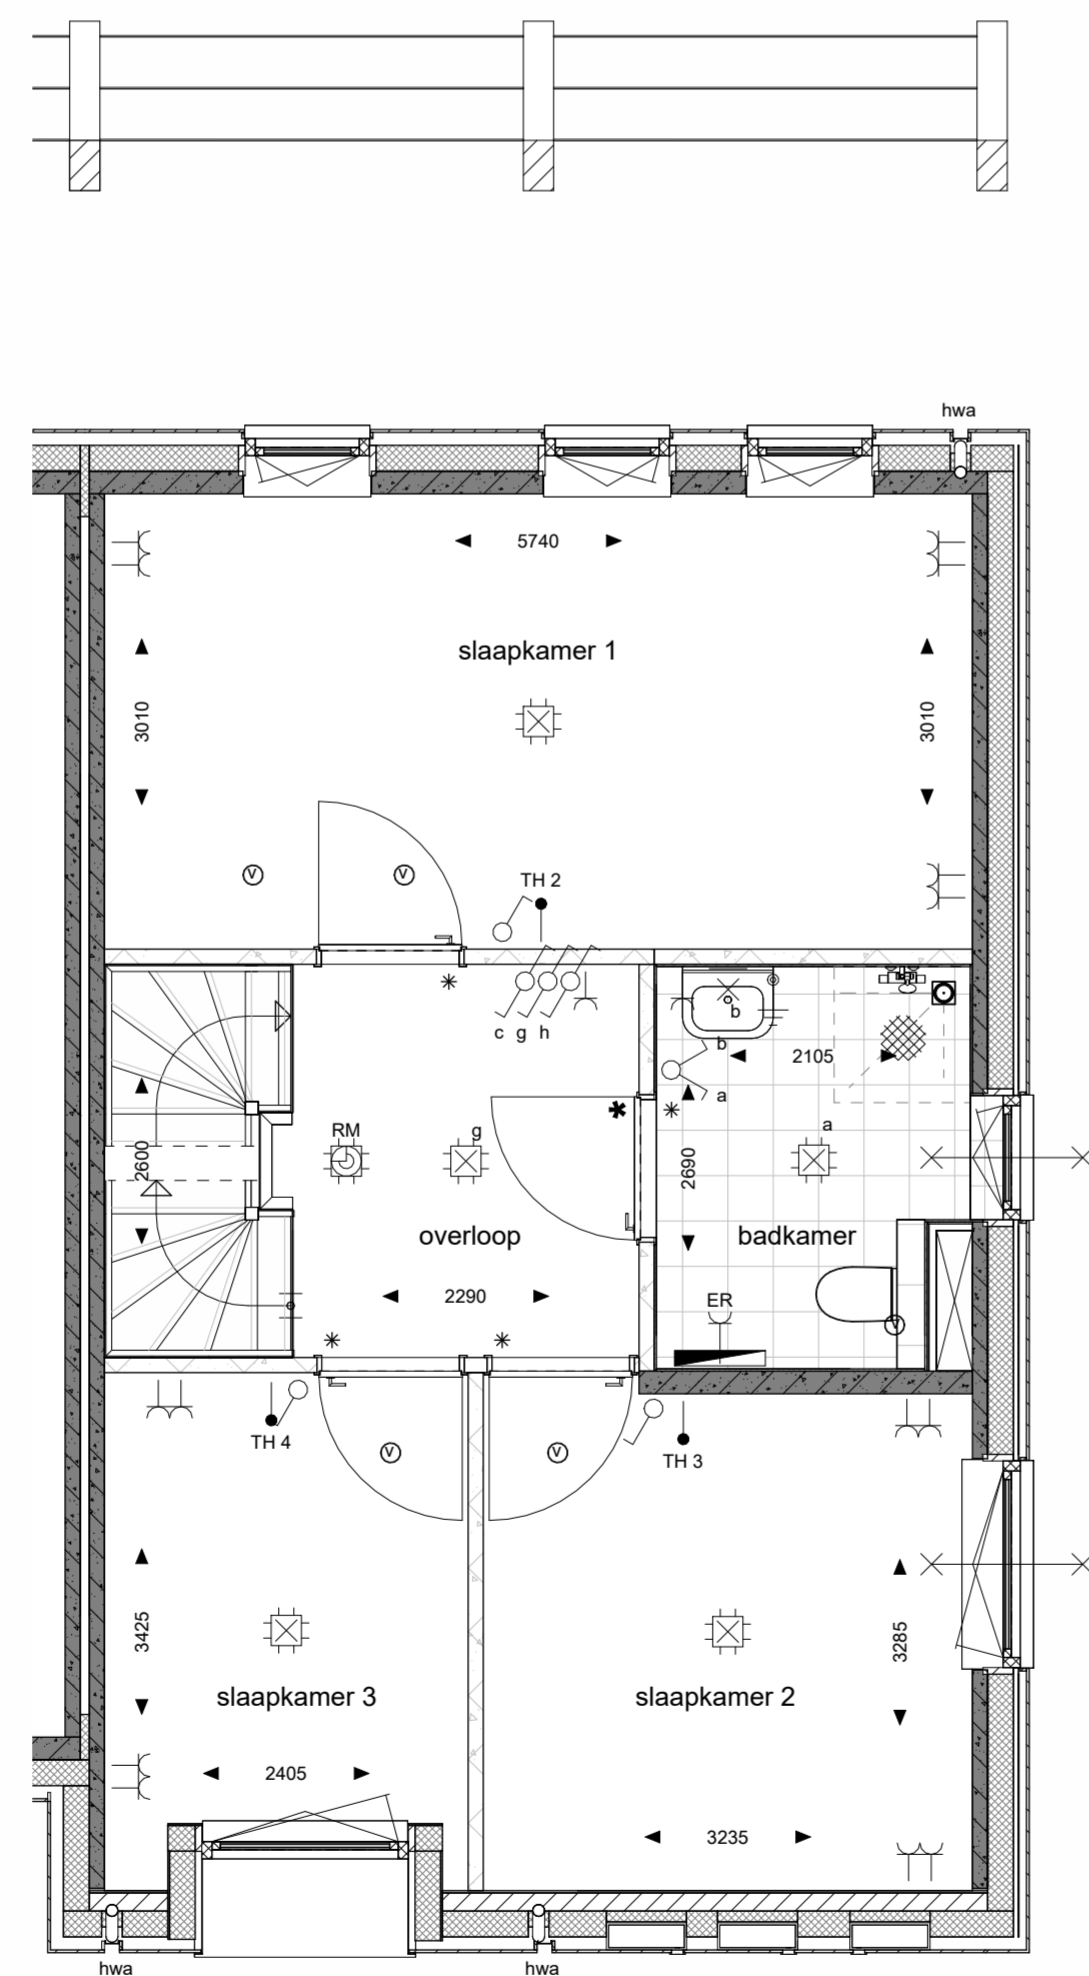 hwa
5740
slaapkamer 1
3010
3010
V
V
TH 2
c g h
b
b
2105
a
RM
g
a
2600
2690
overloop
badkamer
2290
ER
V
TH 4
V
V
TH 3
3425
3285
slaapkamer 3
slaapkamer 2
2405
3235
hwa
hwa